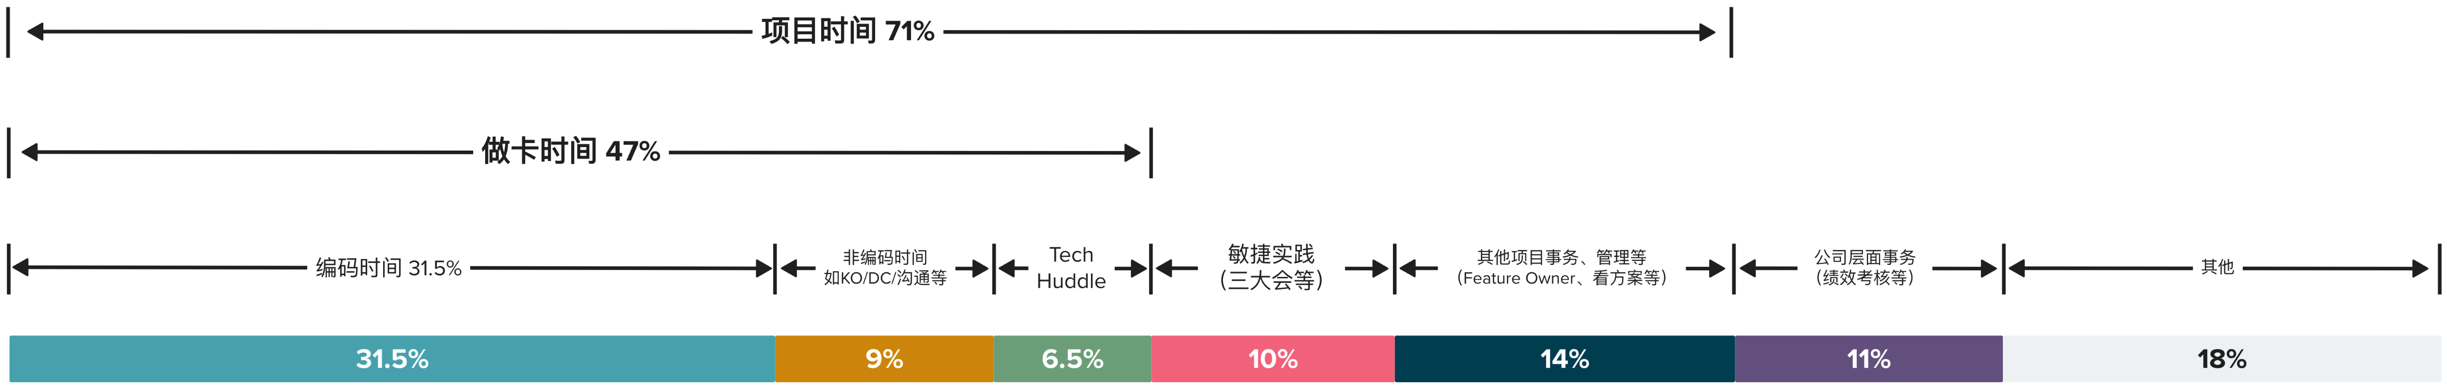 项目时间 71%
做卡时间 47%
编码时间 31.5%
非编码时间
如KO/DC/沟通等
Tech
Huddle
敏捷实践
(三大会等)
其他项目事务、管理等
(Feature Owner、看方案等)
公司层面事务
(绩效考核等)
其他
31.5%
9%
6.5%
10%
14%
11%
18%